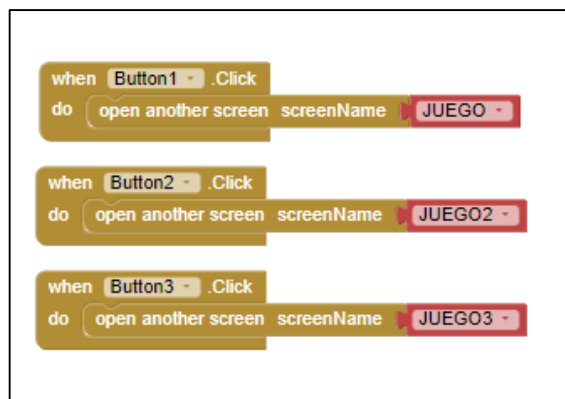 when Button1 .Click
do open another screen screenName JUEGO
when Button2 .Click
do open another screen screenName JUEGO2
when Button3 .Click
do open another screen screenName JUEGO3